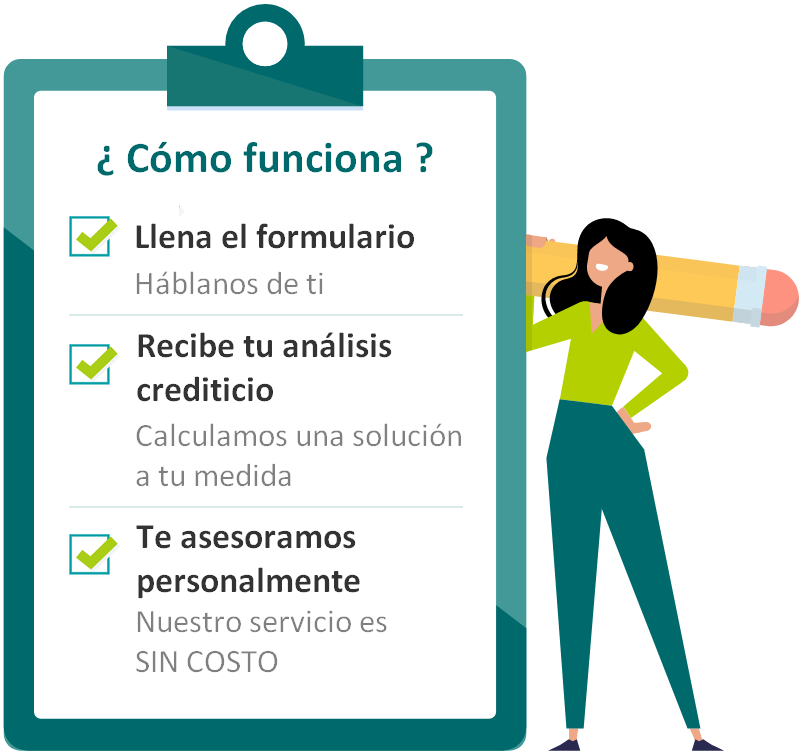 ¿ Cómo funciona ?
Llena el formulario
Háblanos de ti
Recibe tu análisis
crediticio
Calculamos una solución
a tu medida
Te asesoramos
personalmente
Nuestro servicio es
SIN COSTO